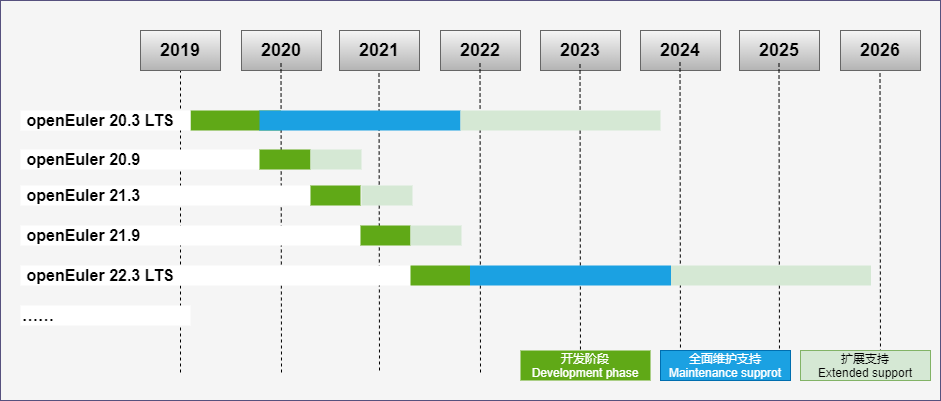 2019
2020
2021
2022
2023
2024
2025
2026
openEuler 20.3 LTS
openEuler 20.9
openEuler 21.3
openEuler 21.9
openEuler 22.3 LTS
......
开发阶段
Development phase
全面维护支持
Maintenance supprot
扩展支持
Extended support